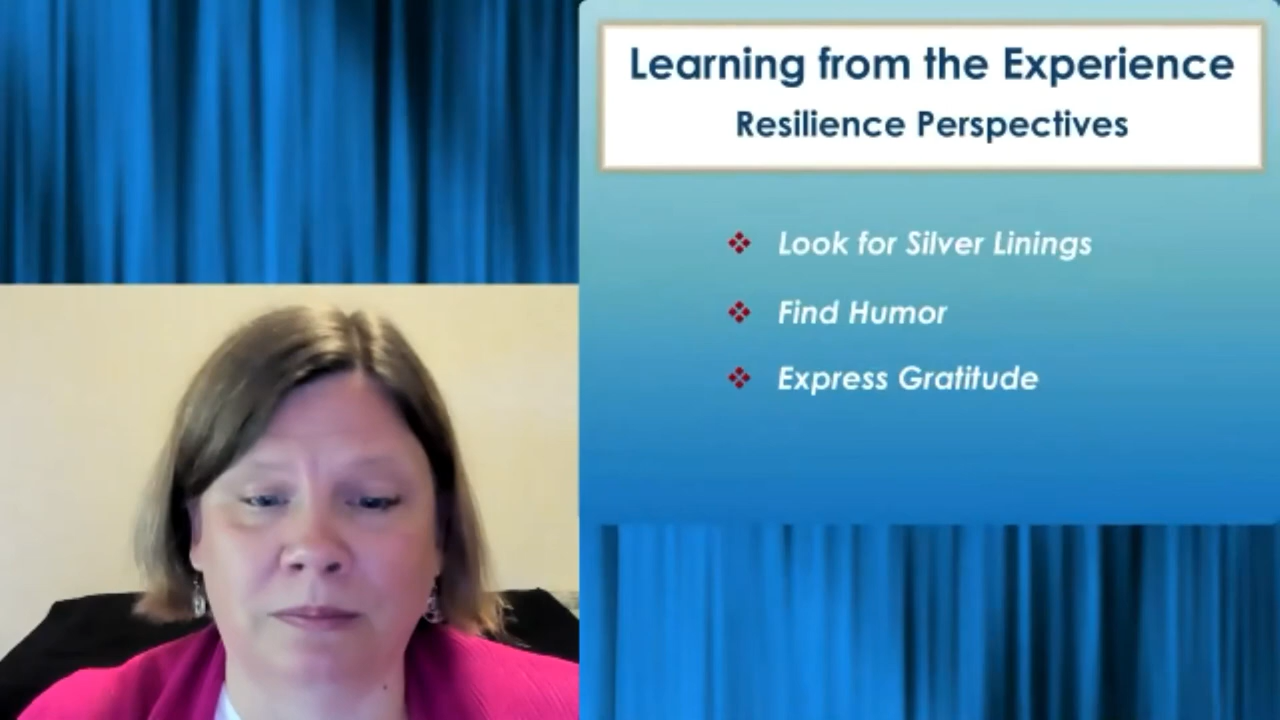 Learning from the Experience
Resilience Perspectives
Look for Silver Linings
Find Humor
Express Gratitude